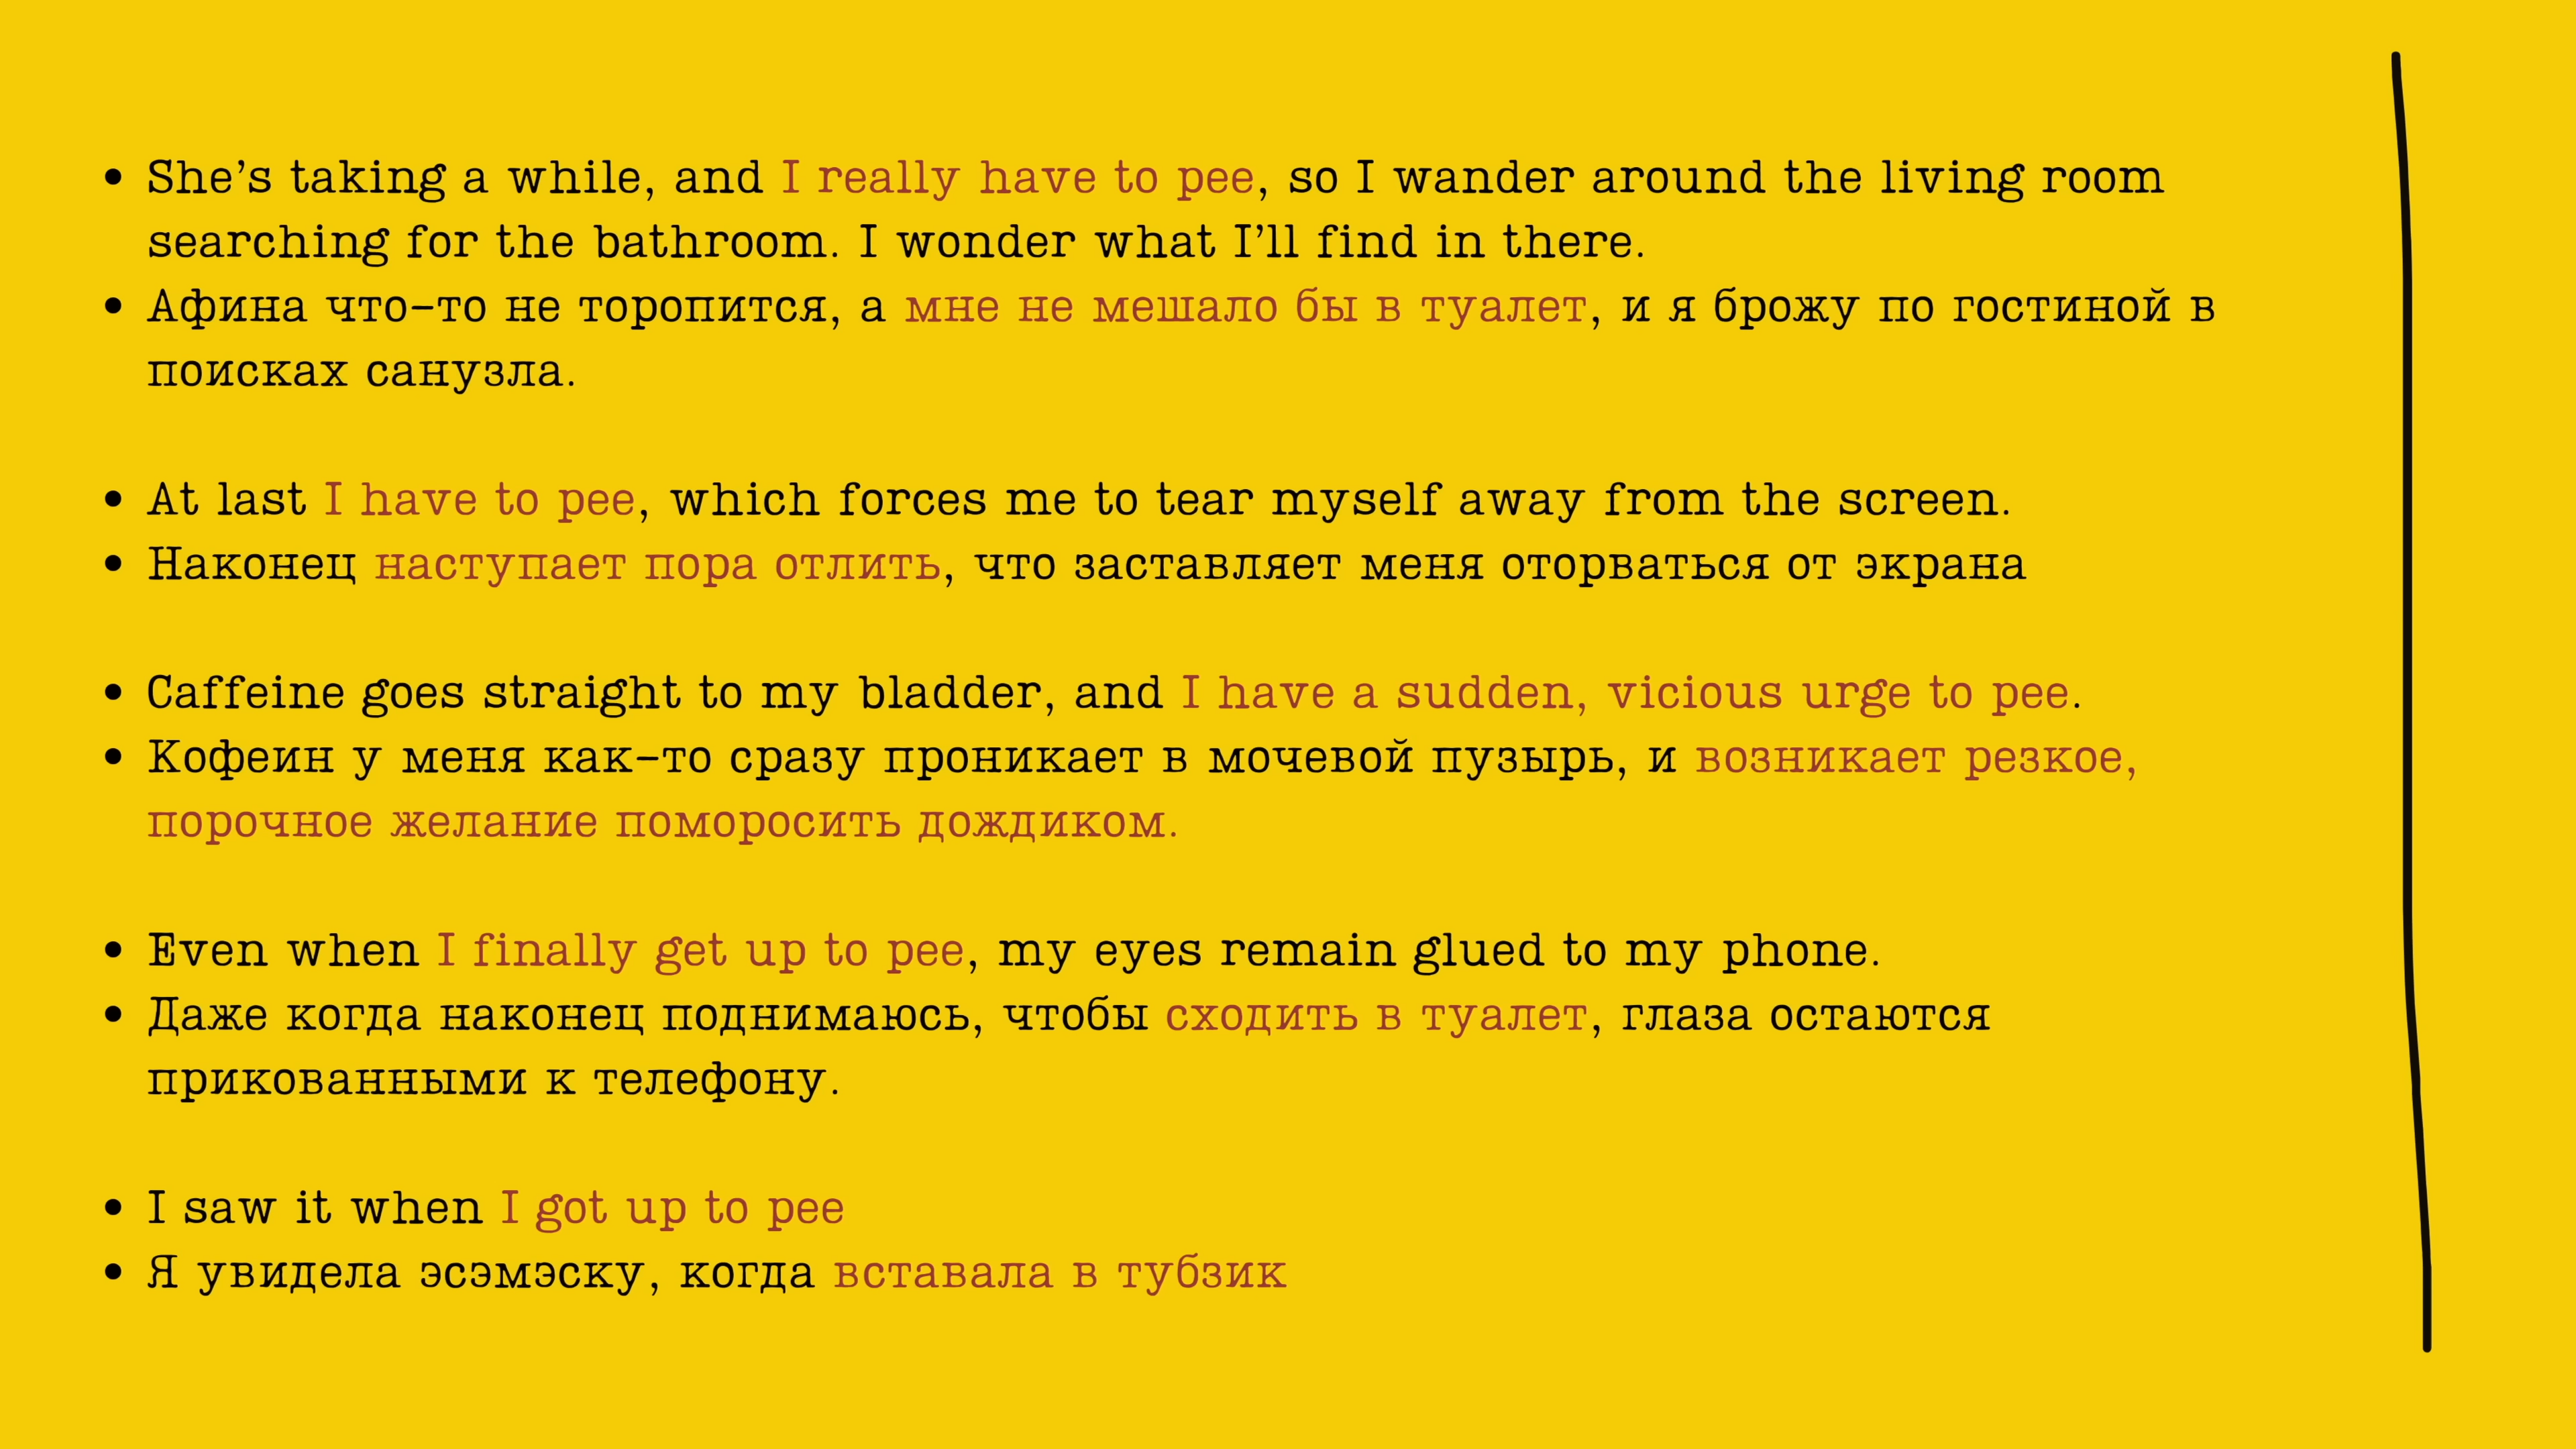 • She’s taking a while, and I really have to pee, so I wander around the living room
searching for the bathroom. I wonder what I’ll find in there.
• Афина что-то не торопится, а мне не мешало бы в туалет, и я брожу по гостиной в
поисках санузла.
• At last I have to pee, which forces me to tear myself away from the screen.
• Наконец наступает пора отлить, что заставляет меня оторваться от экрана
• Caffeine goes straight to my bladder, and I have a sudden, vicious urge to pee.
• Кофеин у меня как-то сразу проникает в мочевой пузырь, и возникает резкое,
порочное желание поморосить дождиком.
• Even when I finally get up to pee, my eyes remain glued to my phone.
• Даже когда наконец поднимаюсь, чтобы сходить в туалет, глаза остаются
прикованными к телефону.
• I saw it when I got up to pee
• Я увидела эсэмэску, когда вставала в тубзик